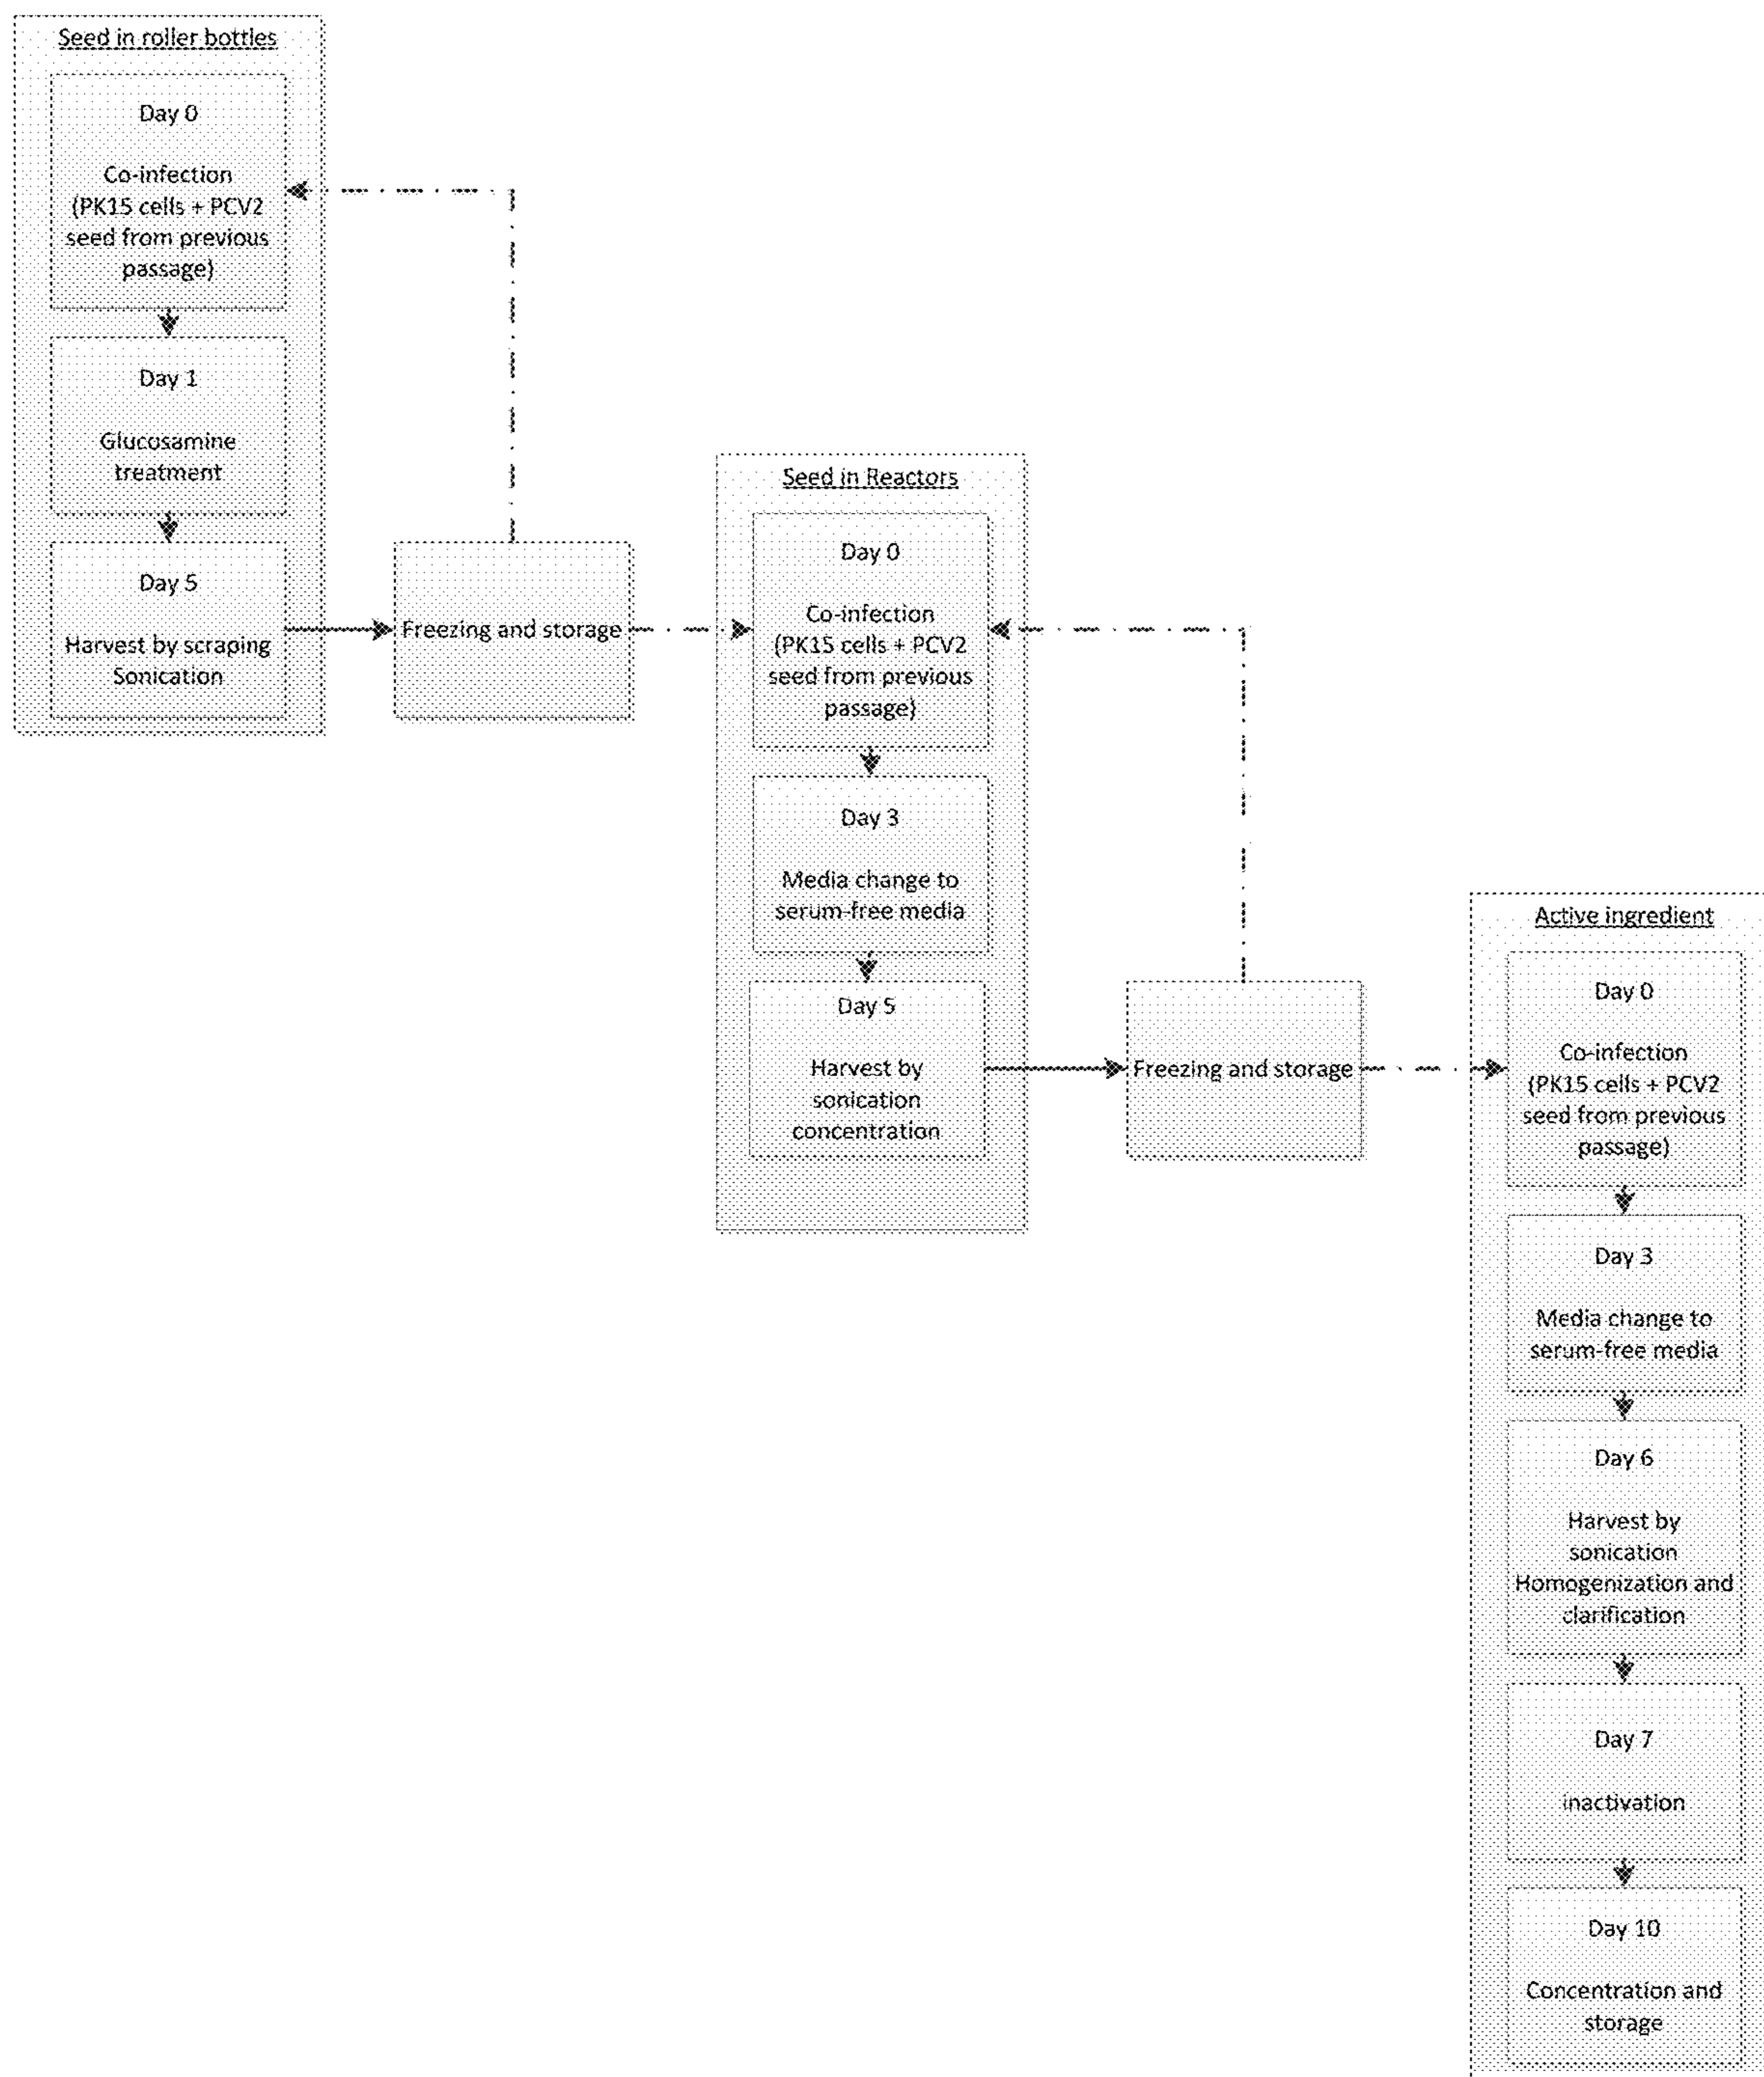 Seed in roller bottles
Day 0
Co-infection
(PK15 cells + PCV2
seed from previous
passage)
Day 1
Glucosamine
treatment
Day 5
Harvest by scraping
Sonication
Freezing and storage
Seed in Reactors
Day 0
Co-infection
(PK15 cells + PCV2
seed from previous
passage)
Day 3
Media change to
serum-free media
Day 5
Harvest by
sonication
concentration
Freezing and storage
Active ingredient
Day 0
Co-infection
(PK15 cells + PCV2
seed from previous
passage)
Day 3
Media change to
serum-free media
Day 6
Harvest by
sonication
Homogenization and
clarification
Day 7
inactivation
Day 10
Concentration and
storage